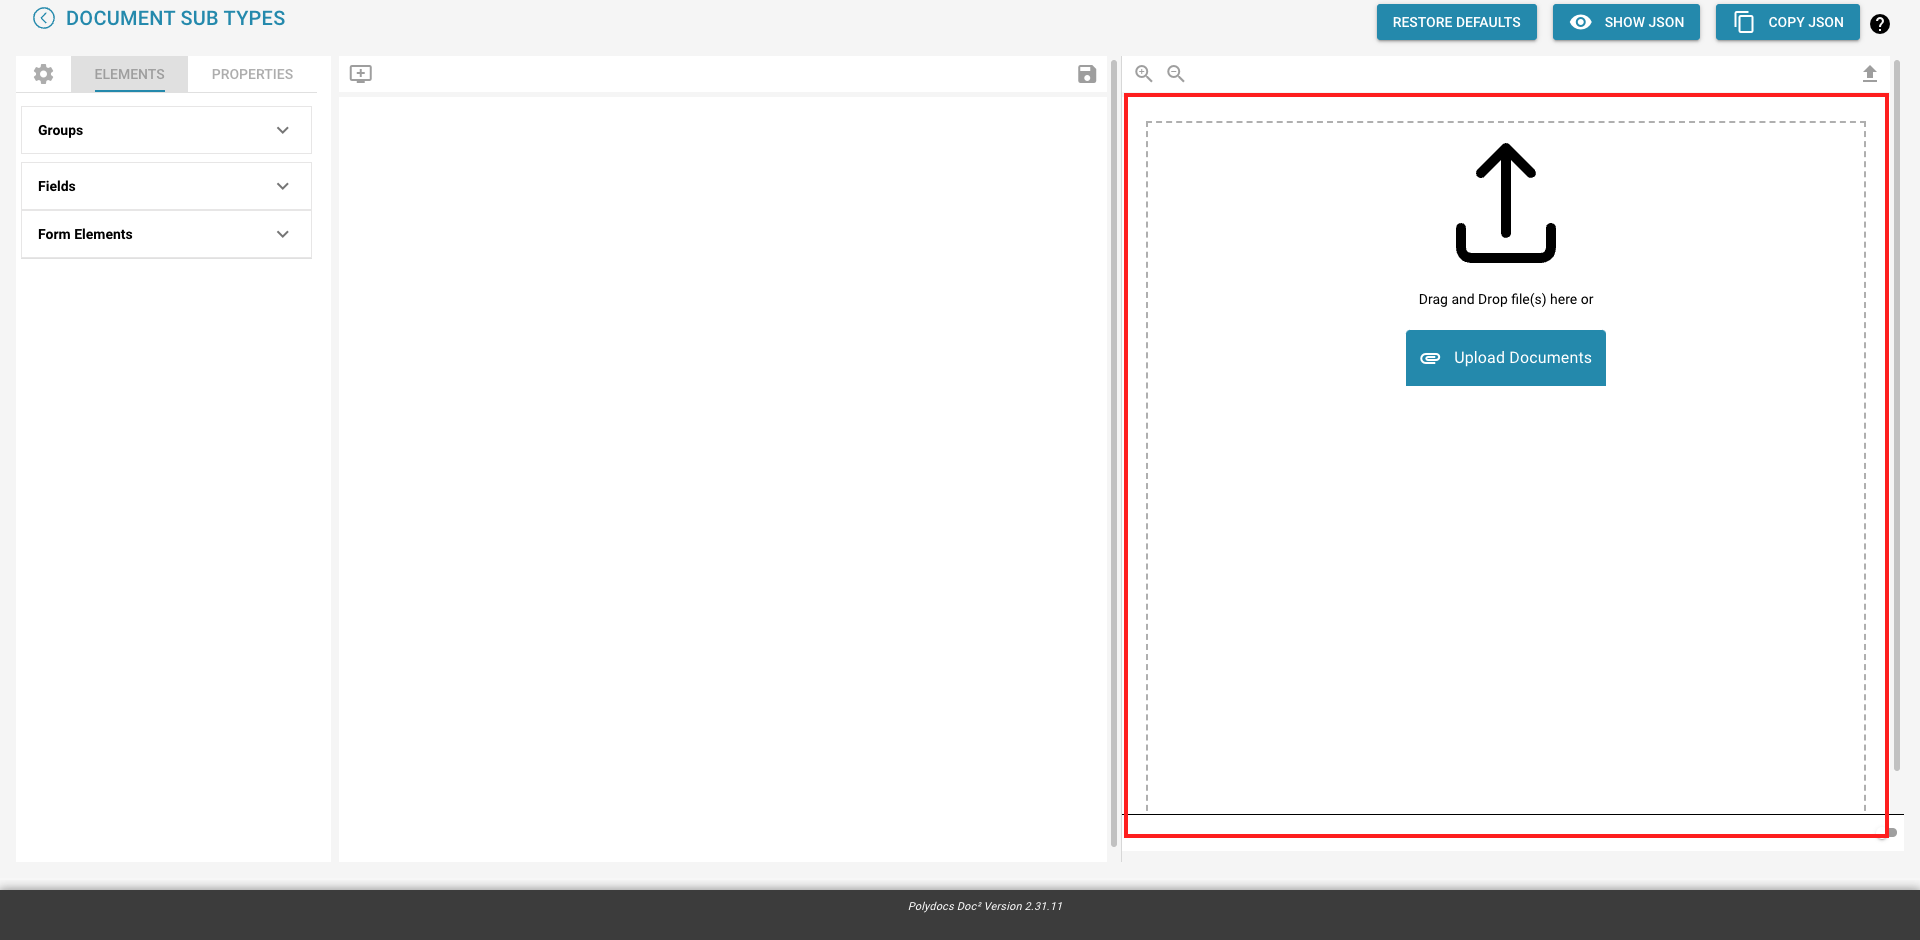 DOCUMENT SUB TYPES
RESTORE DEFAULTS
SHOW JSON
COPY JSON
ELEMENTS
PROPERTIES
Groups
Fields
Form Elements
Drag and Drop file(s) here or
Upload Documents
Polydocs Doc² Version 2.31.11